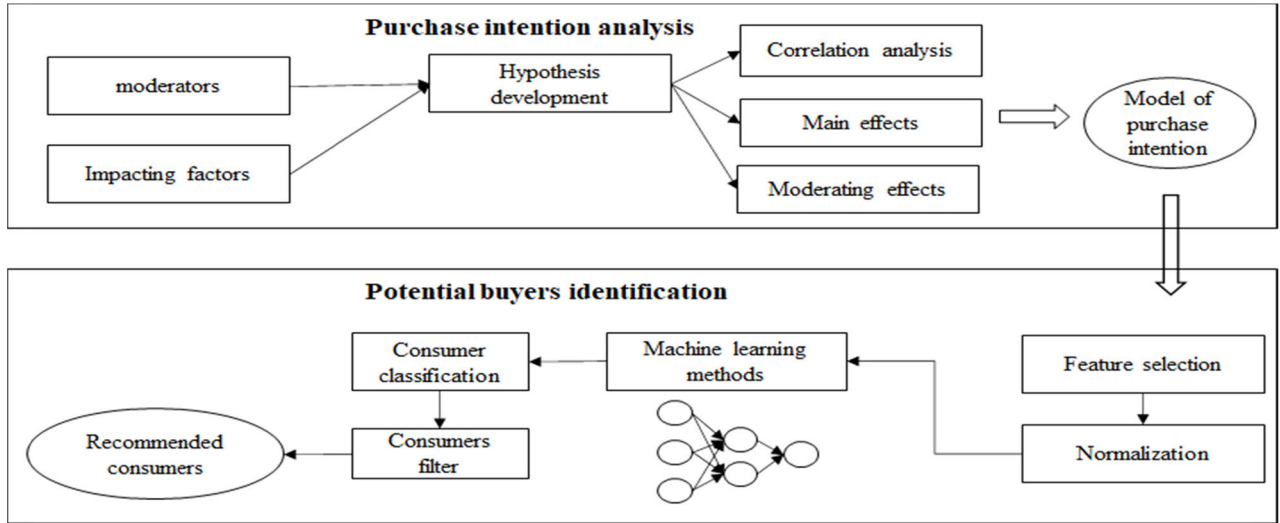 Purchase intention analysis
moderators
Impacting factors
Hypothesis
development
Correlation analysis
Main effects
Moderating effects
Model of
purchase
intention
Potential buyers identification
Feature selection
Normalization
Machine learning
methods
Consumer
classification
Consumers
filter
Recommended
consumers